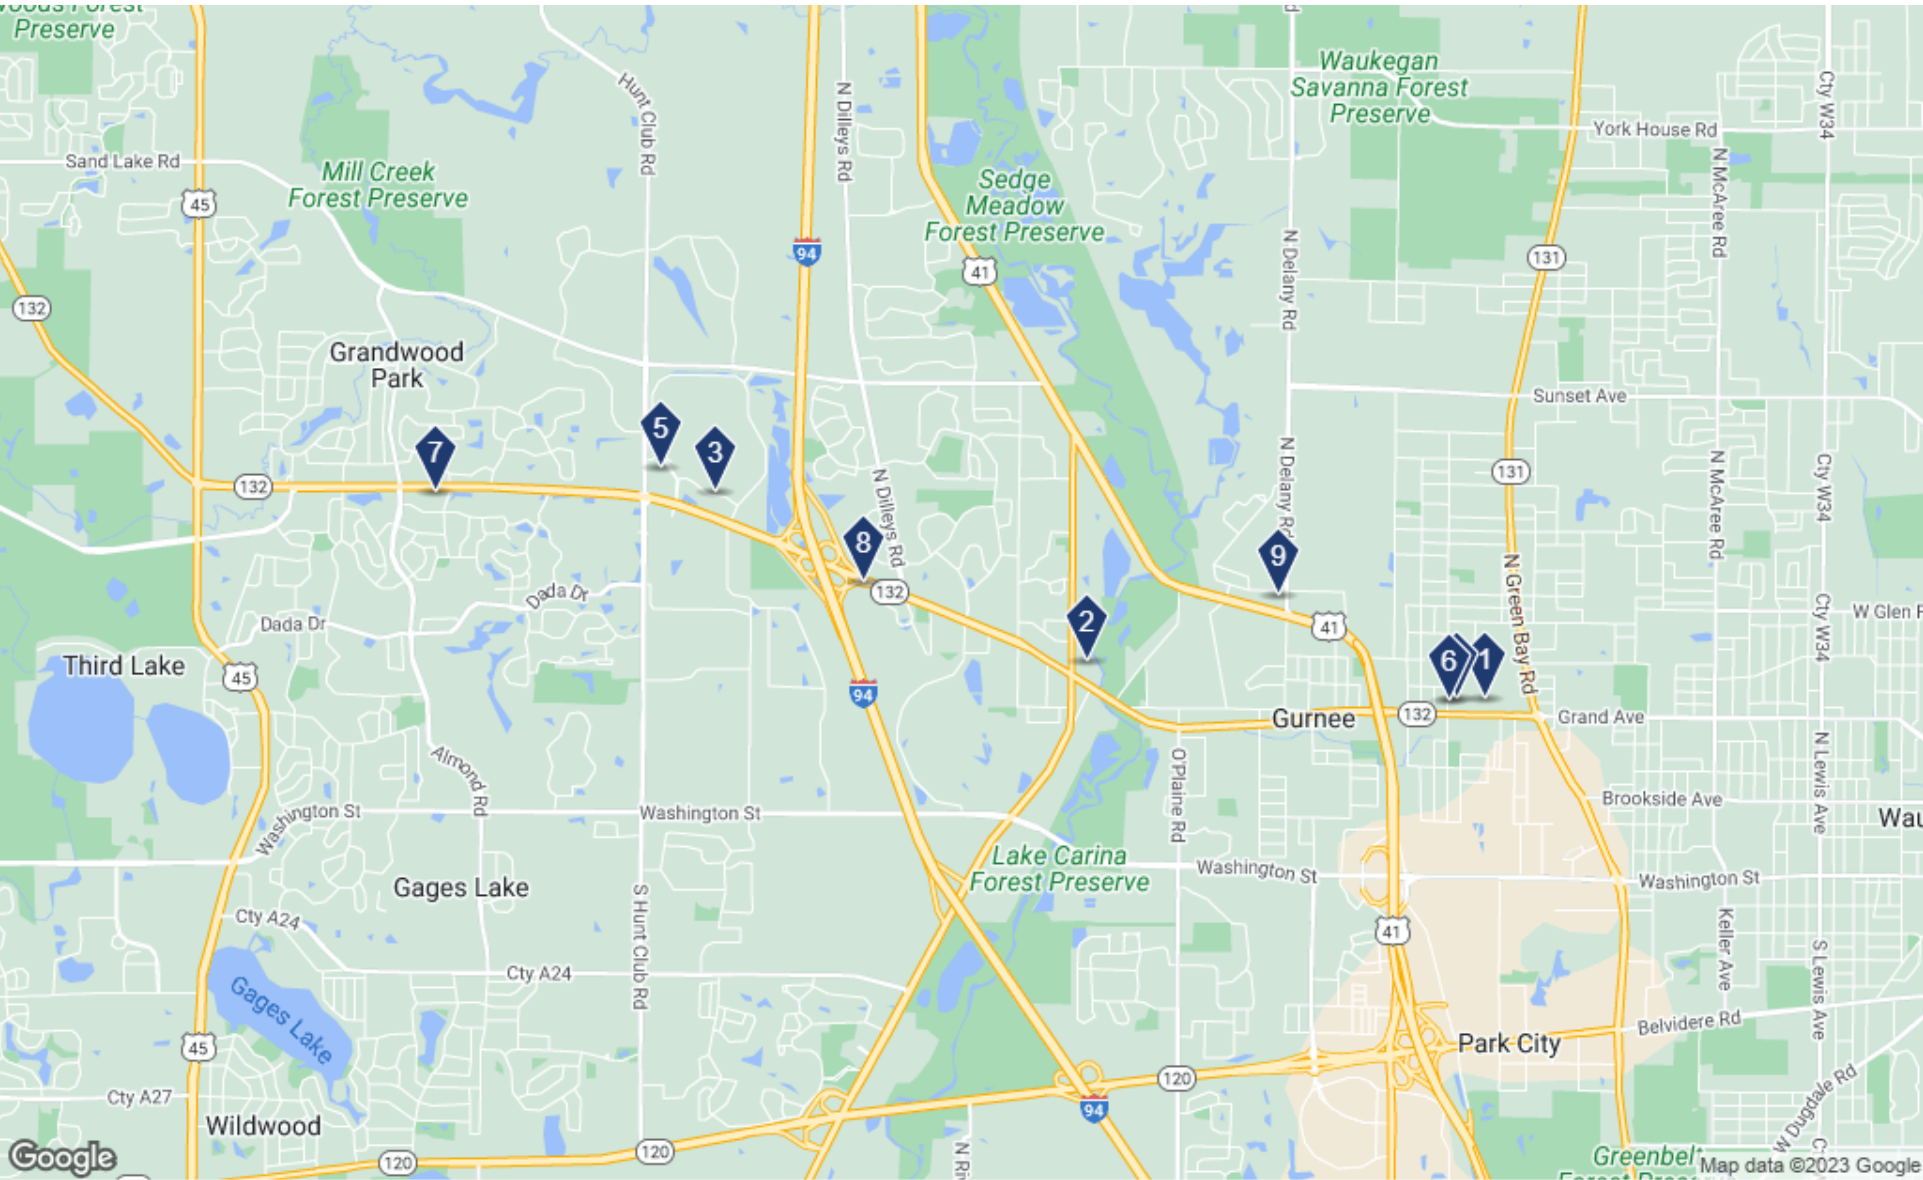 Woods Forest
Preserve
Sand Lake Rd
45
Mill Creek
Forest Preserve
Hunt Club Rd
N Dilleys Rd
94
Sedge
Meadow
Forest Preserve
41
Waukegan
Savanna Forest
Preserve
York House Rd
Cty W34
N McAree Rd
N Delany Rd
131
132
Grandwood
Park
Sunset Ave
7
5
3
132
N Dilleys Rd
8
132
N Delany Rd
9
131
N McAree Rd
Cty W34
N Green Bay Rd
Dada Dr
Dada Dr
Third Lake
45
94
2
41
6
1
Cty W34
W Glen
Gurnee
132
Grand Ave
Almond Rd
O'Plaine Rd
N Lewis Ave
Washington St
Washington St
Brookside Ave
Lake Carina
Forest Preserve
Washington St
Washington St
Gages Lake
Cty A24
S Hunt Club Rd
Cty A24
41
Keller Ave
S Lewis Ave
Gages Lake
45
Belvidere Rd
Park City
120
94
Cty A27
Wildwood
120
120
W Dugdale Rd
Greenbelt
Google
Map data ©2023 Google